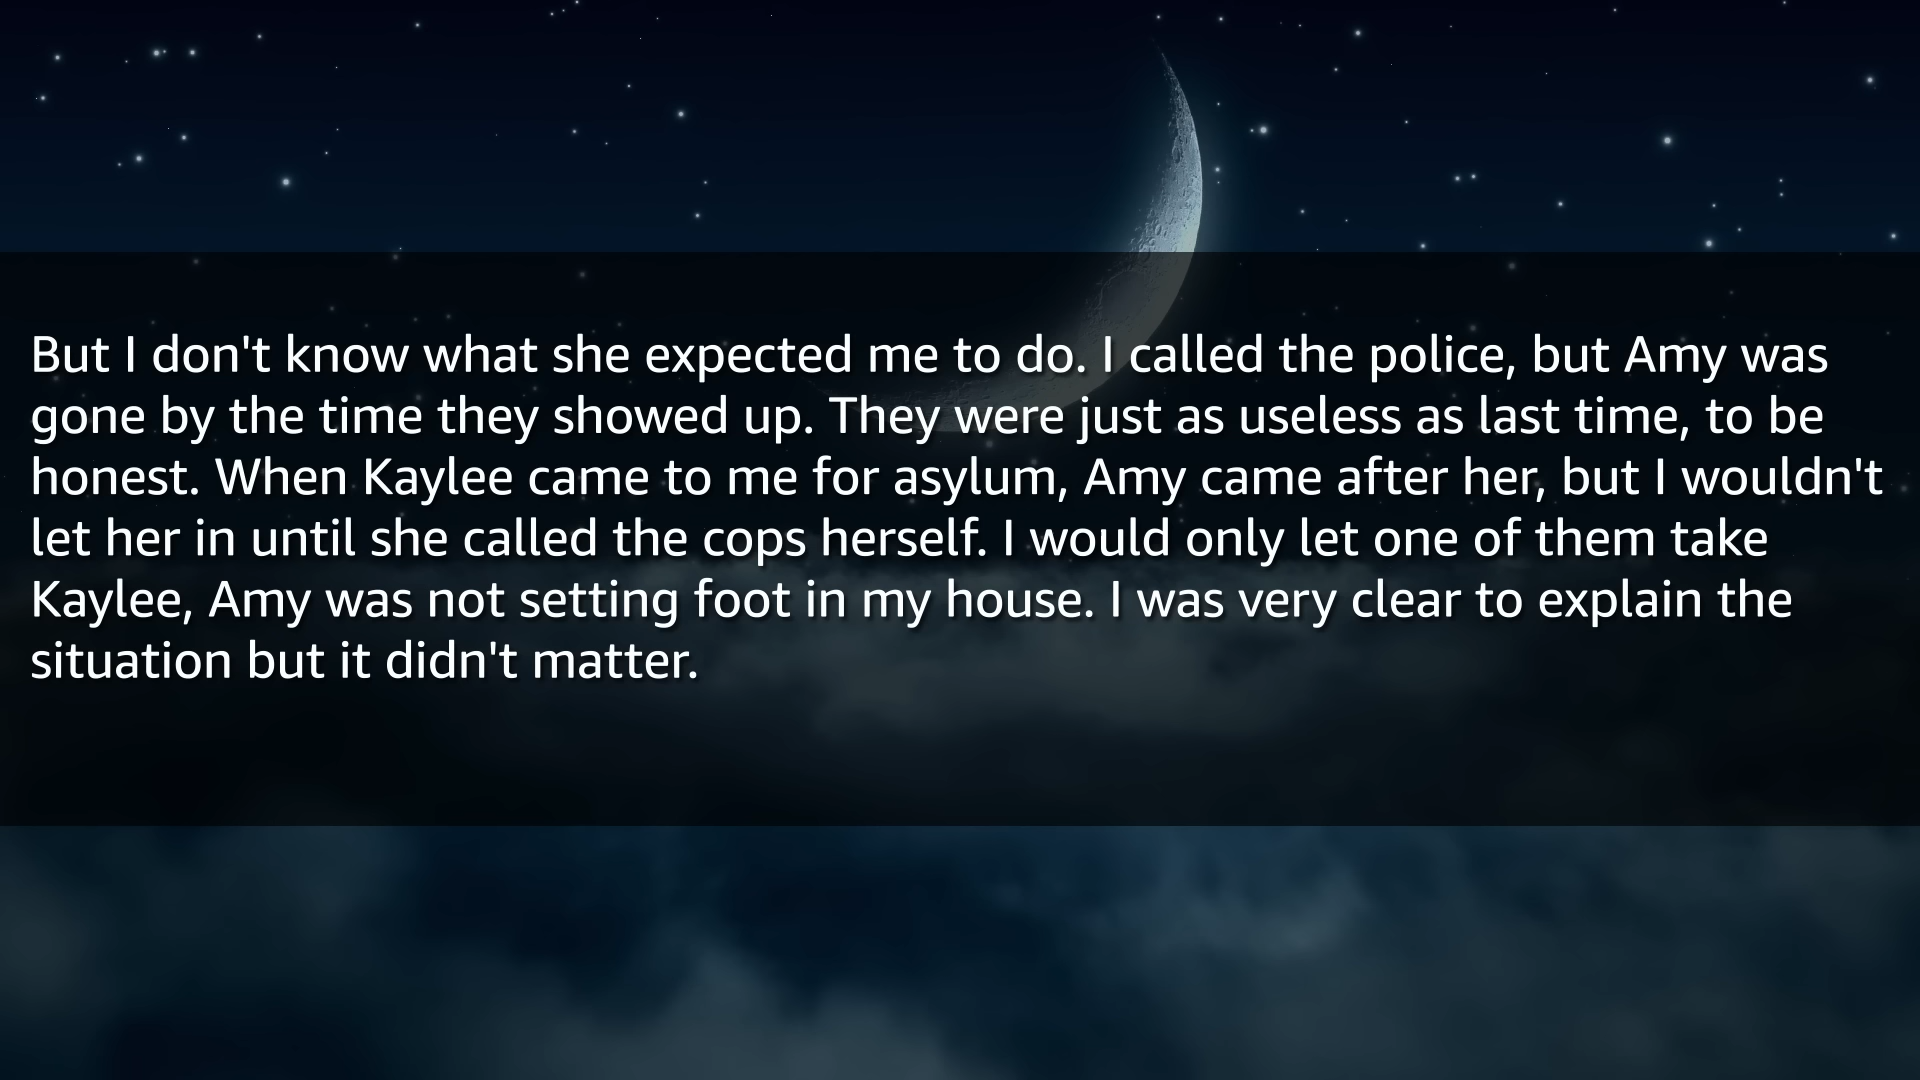 But I don't know what she expected me to do. I called the police, but Amy was
gone by the time they showed up. They were just as useless as last time, to be
honest. When Kaylee came to me for asylum, Amy came after her, but I wouldn't
let her in until she called the cops herself. I would only let one of them take
Kaylee, Amy was not setting foot in my house. I was very clear to explain the
situation but it didn't matter.